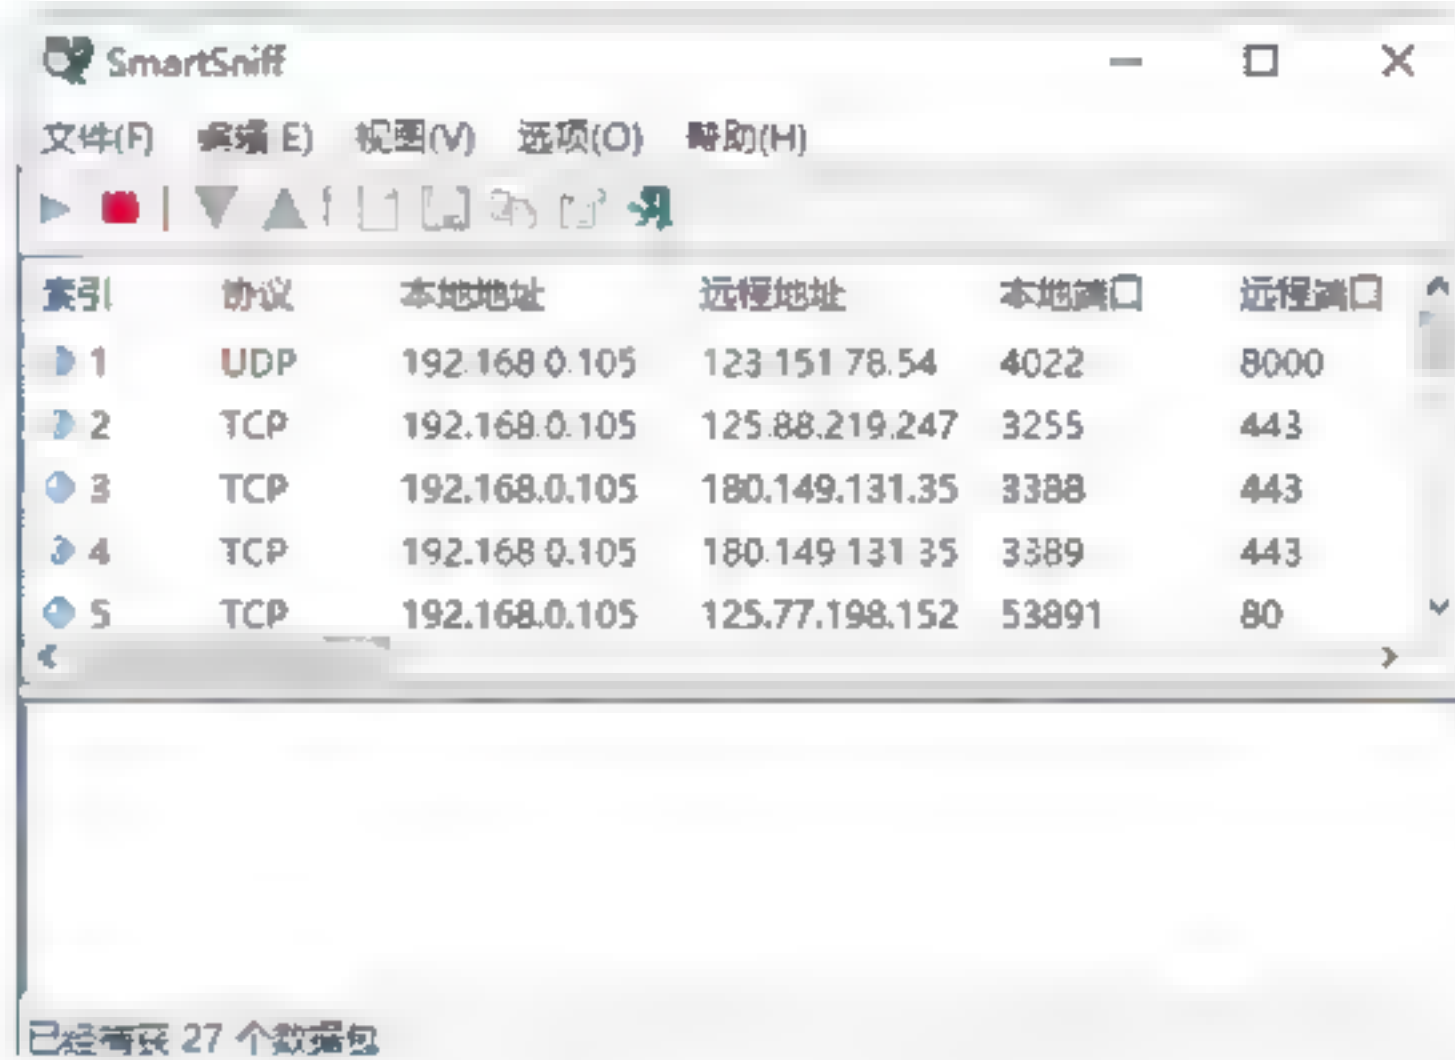 SmartSniff
文件(F) 编辑(E) 视图(V) 选项(O) 帮助(H)
索引 协议 本地地址 远程地址 本地端口 远程端口
1 UDP 192.168.0.105 123.151.78.54 4022 8000
2 TCP 192.168.0.105 125.88.219.247 3255 443
3 TCP 192.168.0.105 180.149.131.35 3388 443
4 TCP 192.168.0.105 180.149.131.35 3389 443
5 TCP 192.168.0.105 125.77.198.152 53891 80
已经 27 个数据包